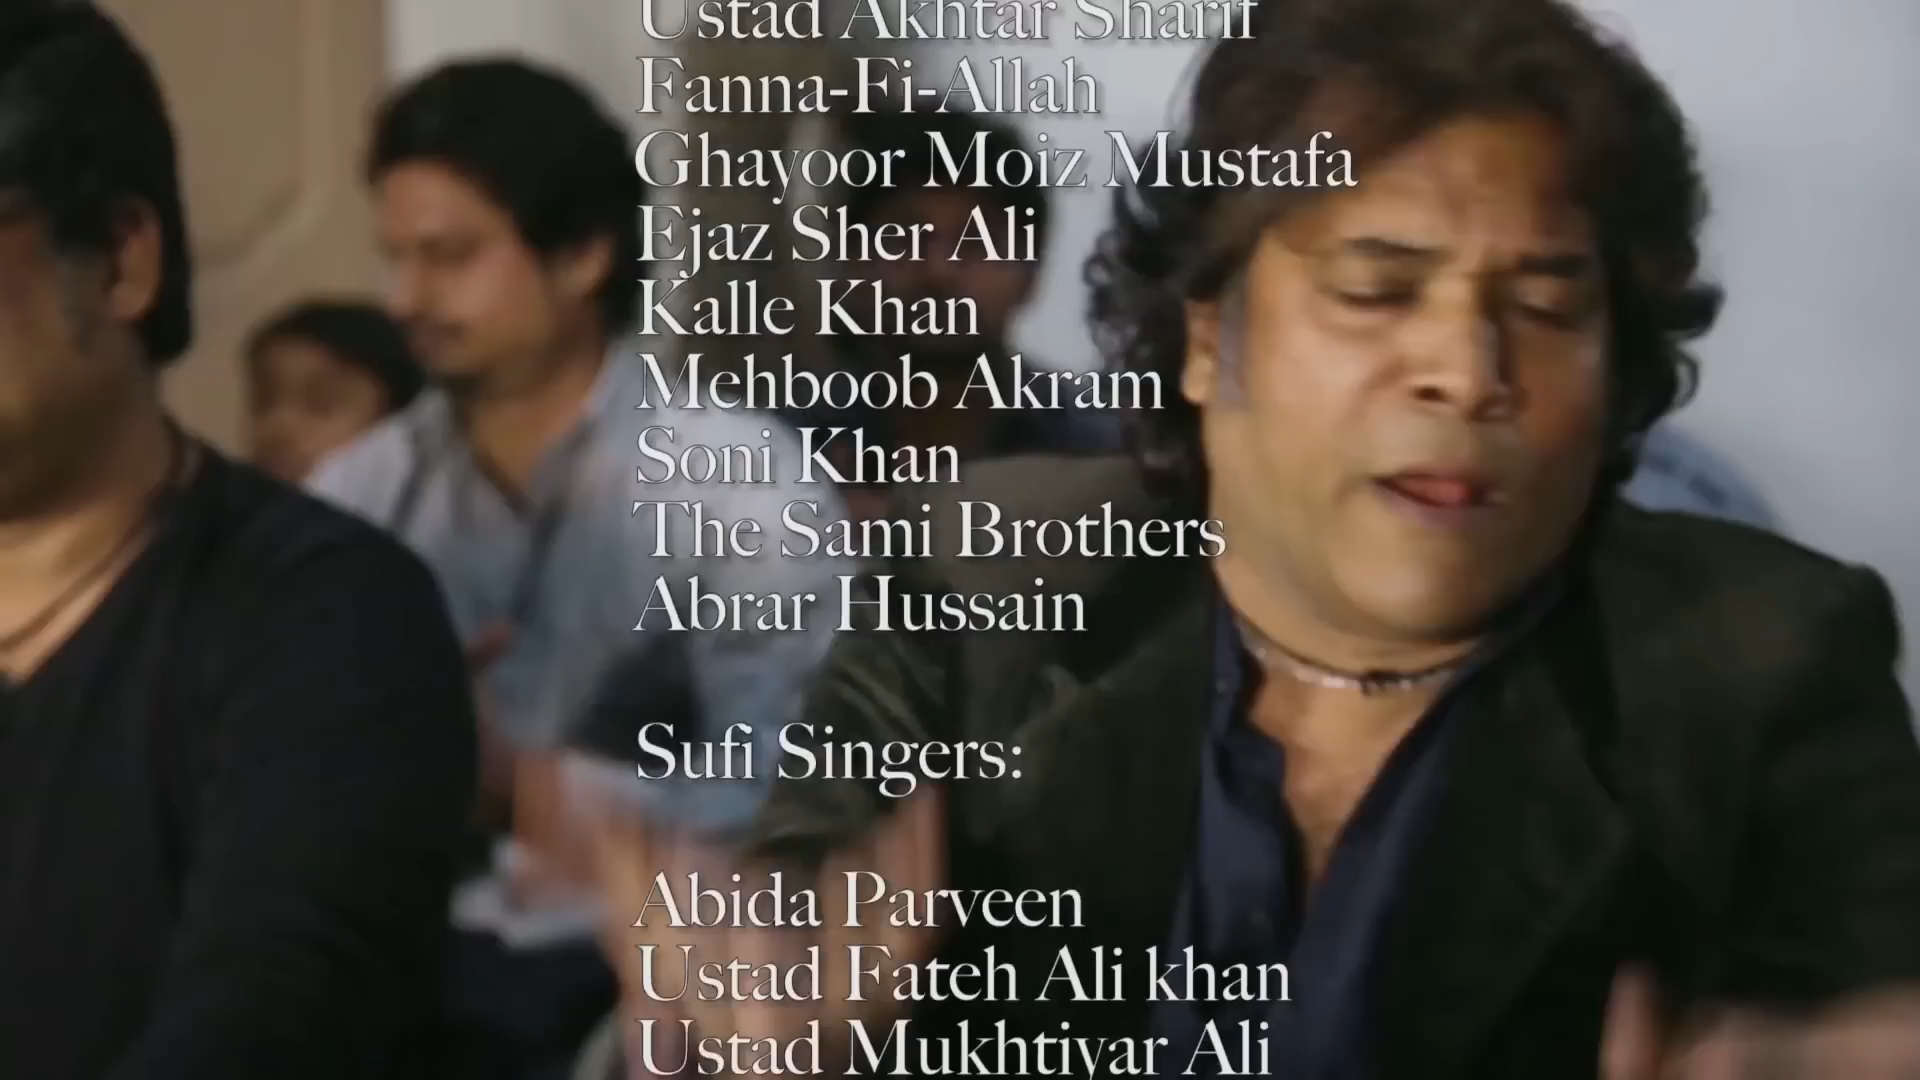 Ustad Akhtar Sharif
Fanna-Fi-Allah
Ghayoor Moiz Mustafa
Ejaz Sher Ali
Kalle Khan
Mehboob Akram
Soni Khan
The Sami Brothers
Abrar Hussain
Sufi Singers:
Abida Parveen
Ustad Fateh Ali khan
Ustad Mukhtiyar Ali